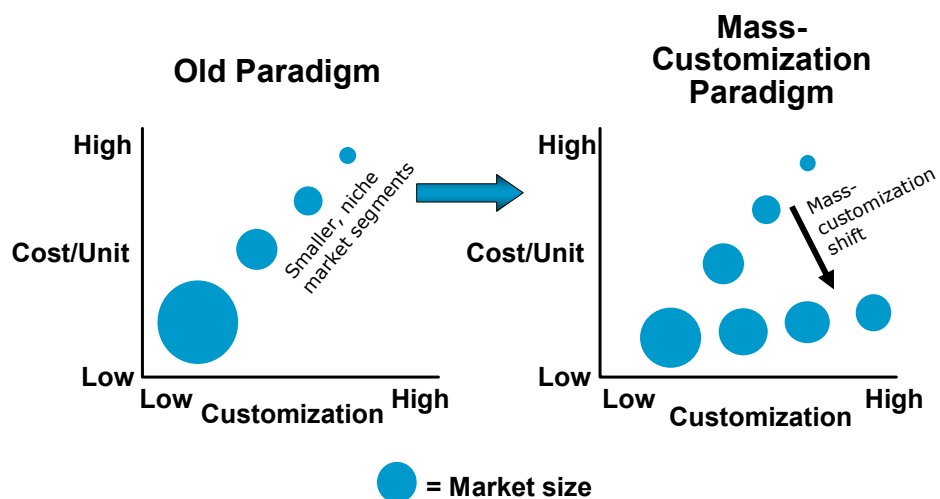 Old Paradigm
High
Cost/Unit
Low
Low
Customization
High
Smaller, niche
market segments
Mass-
Customization
Paradigm
High
Cost/Unit
Low
Low
Customization
High
Mass-
customization
shift
= Market size